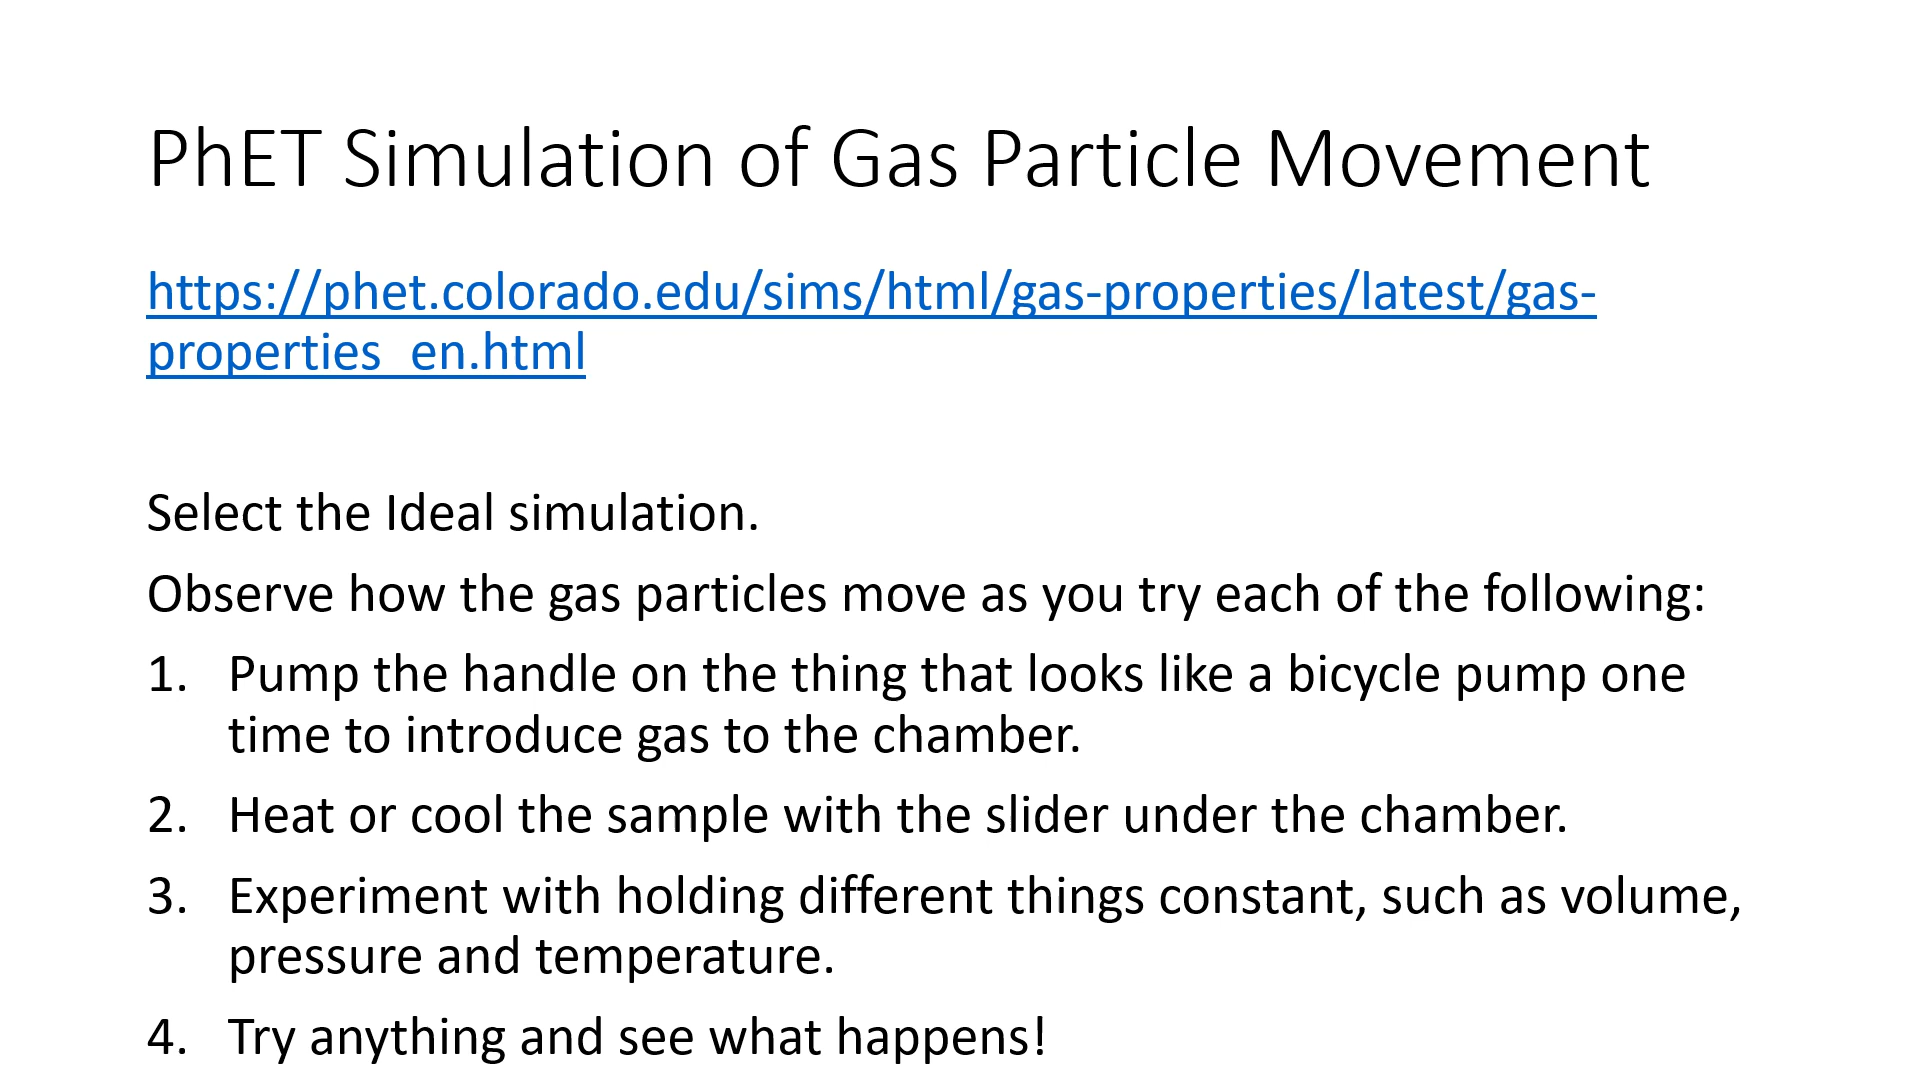 PhET Simulation of Gas Particle Movement
https://phet.colorado.edu/sims/html/gas-properties/latest/gas-
properties_en.html
Select the Ideal simulation.
Observe how the gas particles move as you try each of the following:
1. Pump the handle on the thing that looks like a bicycle pump one
time to introduce gas to the chamber.
2. Heat or cool the sample with the slider under the chamber.
3. Experiment with holding different things constant, such as volume,
pressure and temperature.
4. Try anything and see what happens!